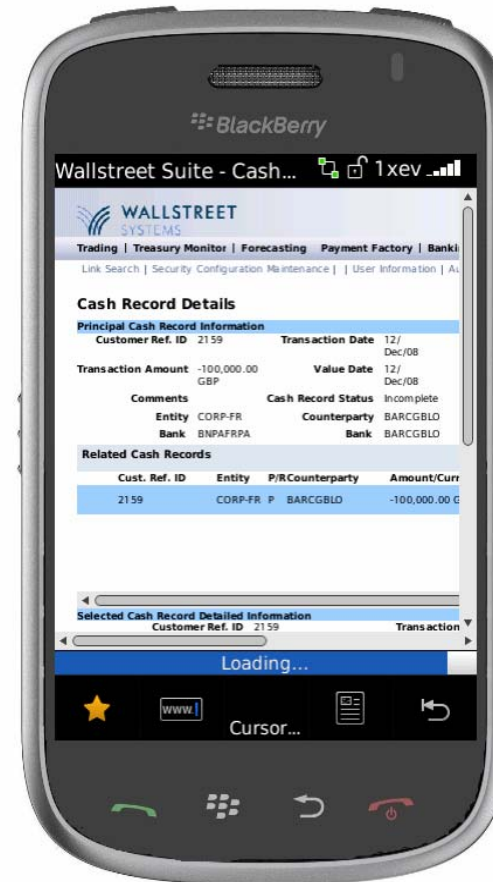 BlackBerry
Wallstreet Suite - Cash... 1xev
WALLSTREET
SYSTEMS
Trading | Treasury Monitor | Forecasting Payment Factory |
Link Search | Security Configuration Maintenance | | User Information |
Cash Record Details
Principal Cash Record Information
Customer Ref. ID 2159 Transaction Date 12/
Dec/08
Transaction Amount -100,000.00 Value Date 12/
GBP Dec/08
Comments Cash Record Status Incomplete
Entity CORP-FR Counterparty BARCGBLO
Bank BNPAFRPA Bank BARCGBLO
Related Cash Records
Cust. Ref. ID Entity P/R Counterparty Amount/Curr
2159 CORP-FR P BARCGBLO -100,000.00 G
Selected Cash Record Detailed Information
Customer Ref. ID 2159 Transaction
Loading...
www.
Cursor...